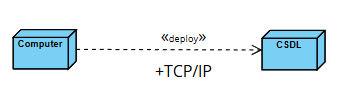 «deploy»
Computer
CSDL
+TCP/IP